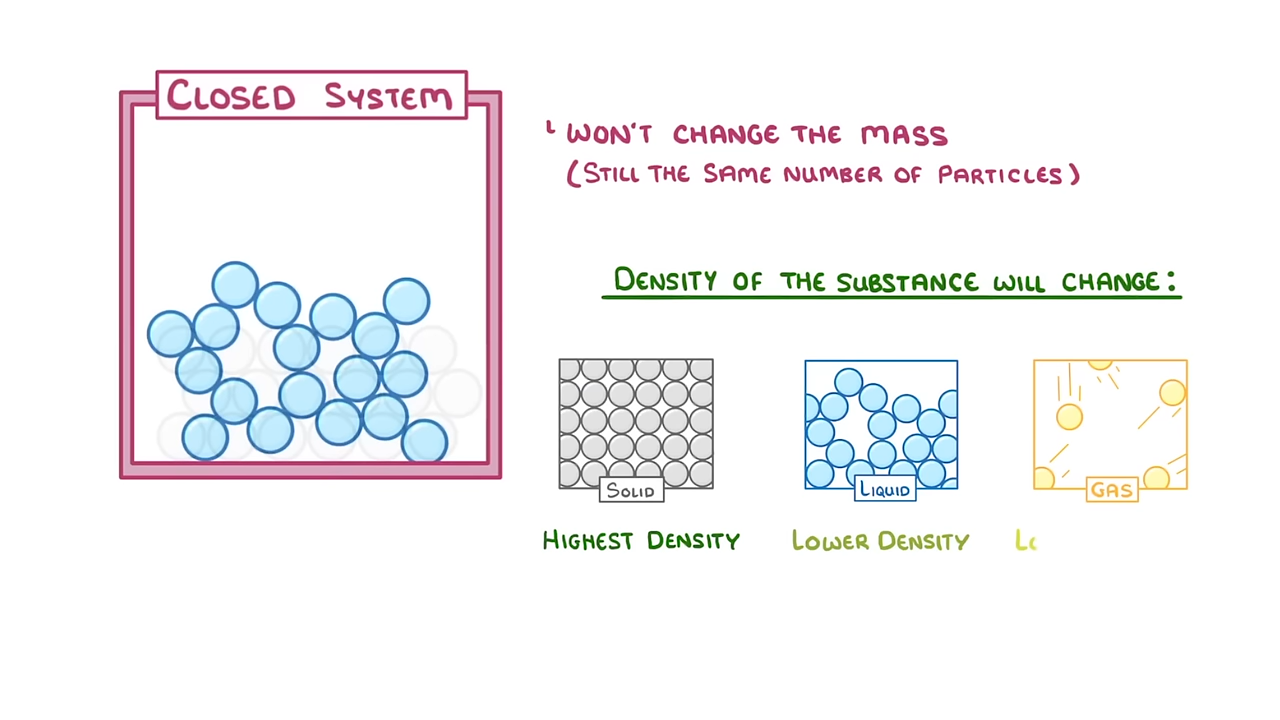 CLOSED SYSTEM
WON'T CHANGE THE MASS
(STILL THE SAME NUMBER OF PARTICLES)
DENSITY OF THE SUBSTANCE WILL CHANGE:
SOLID
LIQUID
GAS
HIGHEST DENSITY
LOWER DENSITY